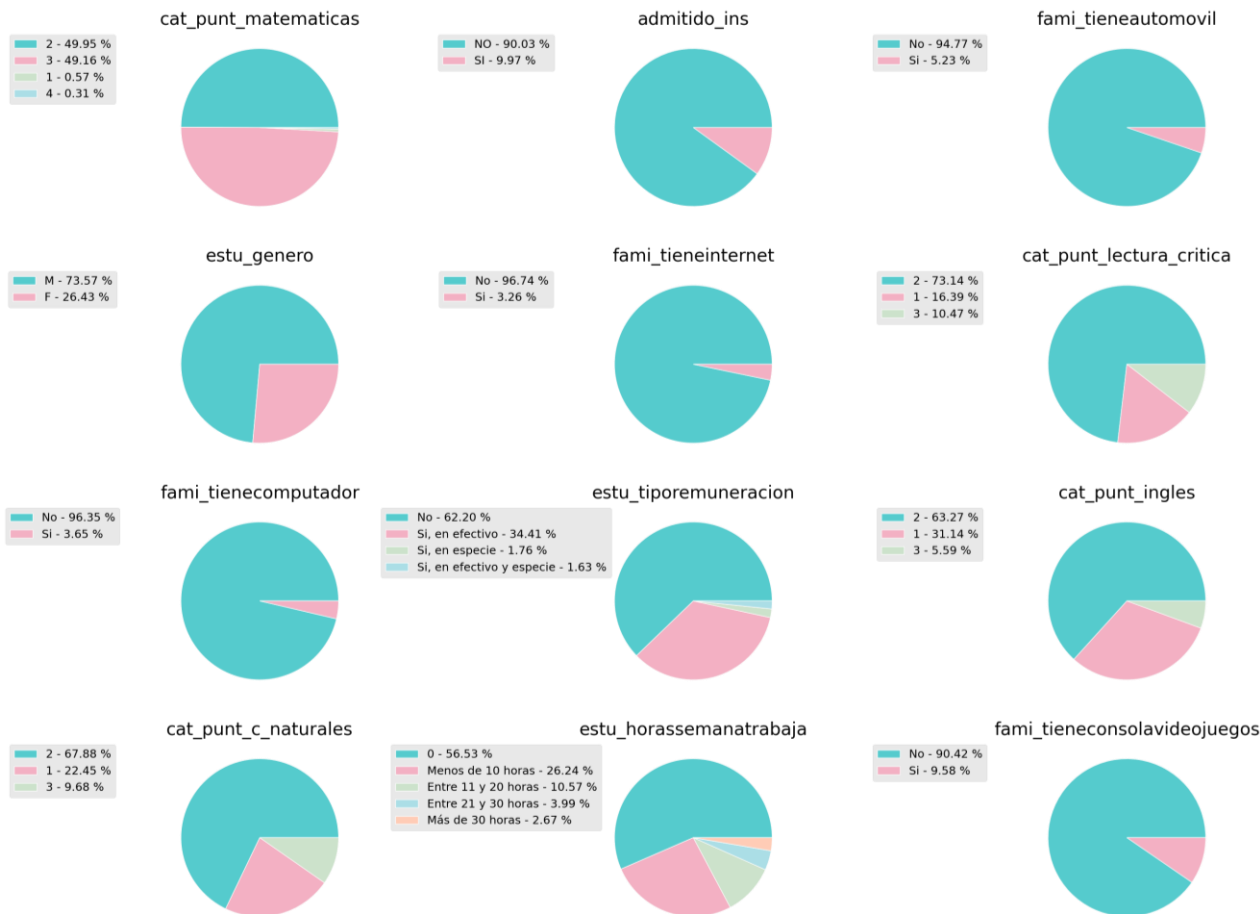 cat_punt_matematicas
2 - 49.95 %
3 - 49.16 %
1 - 0.57 %
4 - 0.31 %
admitido_ins
NO - 90.03 %
SI - 9.97 %
fami_tieneautomovil
No - 94.77 %
Si - 5.23 %
estu_genero
M - 73.57 %
F - 26.43 %
fami_tieneinternet
No - 96.74 %
Si - 3.26 %
cat_punt_lectura_critica
2 - 73.14 %
1 - 16.39 %
3 - 10.47 %
fami_tienecomputador
No - 96.35 %
Si - 3.65 %
estu_tiporemuneracion
No - 62.20 %
Si, en efectivo - 34.41 %
Si, en especie - 1.76 %
Si, en efectivo y especie - 1.63 %
cat_punt_ingles
2 - 63.27 %
1 - 31.14 %
3 - 5.59 %
cat_punt_c_naturales
2 - 67.88 %
1 - 22.45 %
3 - 9.68 %
estu_horassemanatrabaja
0 - 56.53 %
Menos de 10 horas - 26.24 %
Entre 11 y 20 horas - 10.57 %
Entre 21 y 30 horas - 3.99 %
Más de 30 horas - 2.67 %
fami_tieneconsolavideojuegos
No - 90.42 %
Si - 9.58 %